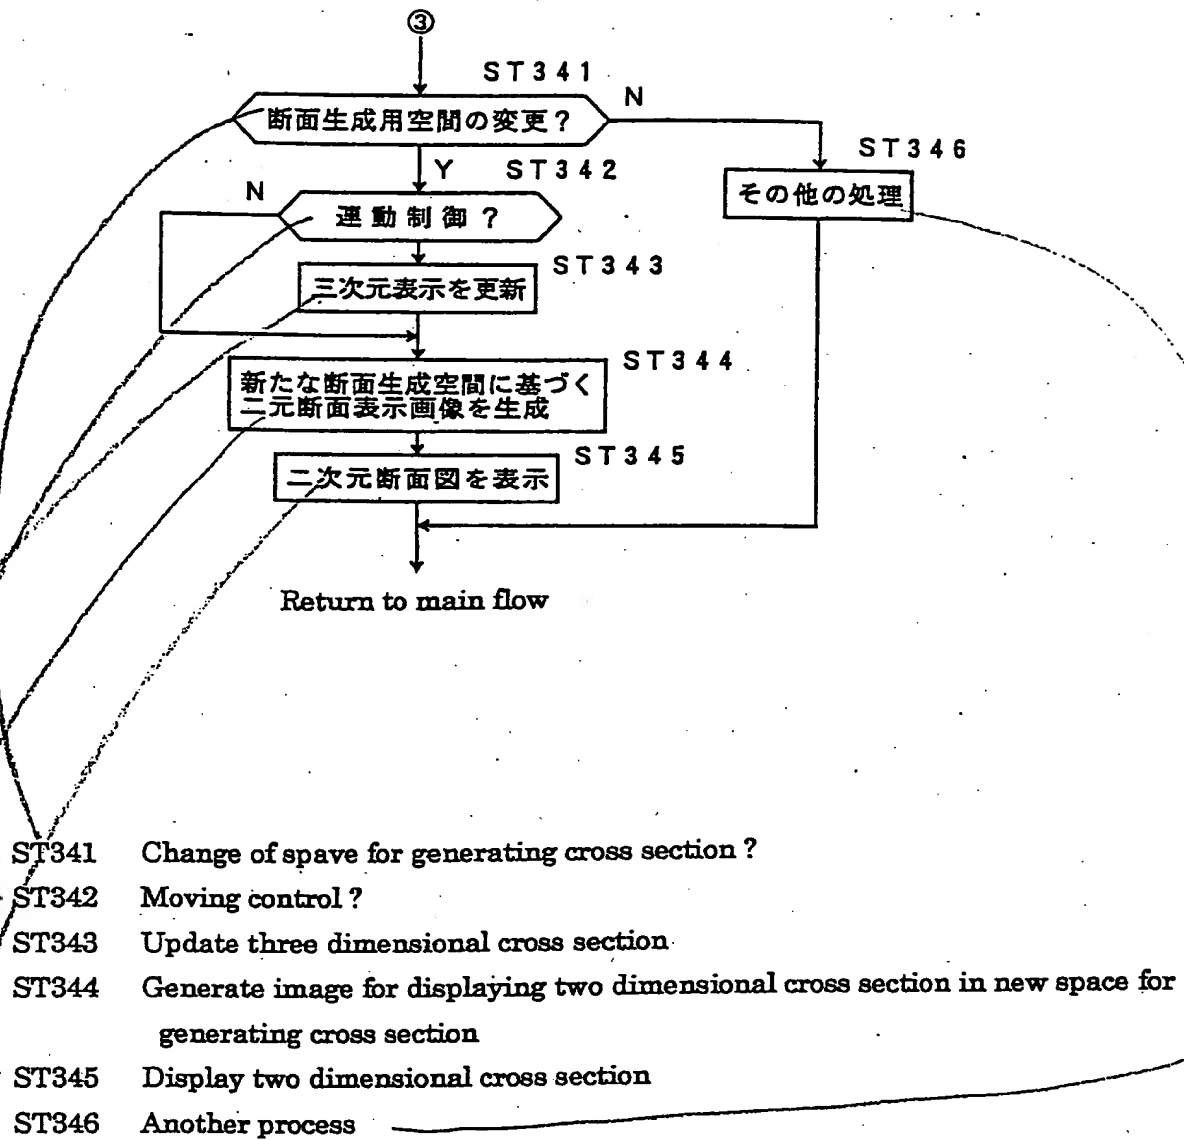 ③
ST341
断面生成用空間の変更？
N
Y
ST342
ST346
N
運動制御？
その他の処理
ST343
三次元表示を更新
ST344
新たな断面生成空間に基づく
二元断面表示画像を生成
ST345
二次元断面図を表示
Return to main flow
ST341 Change of spave for generating cross section ?
ST342 Moving control ?
ST343 Update three dimensional cross section
ST344 Generate image for displaying two dimensional cross section in new space for
generating cross section
ST345 Display two dimensional cross section
ST346 Another process